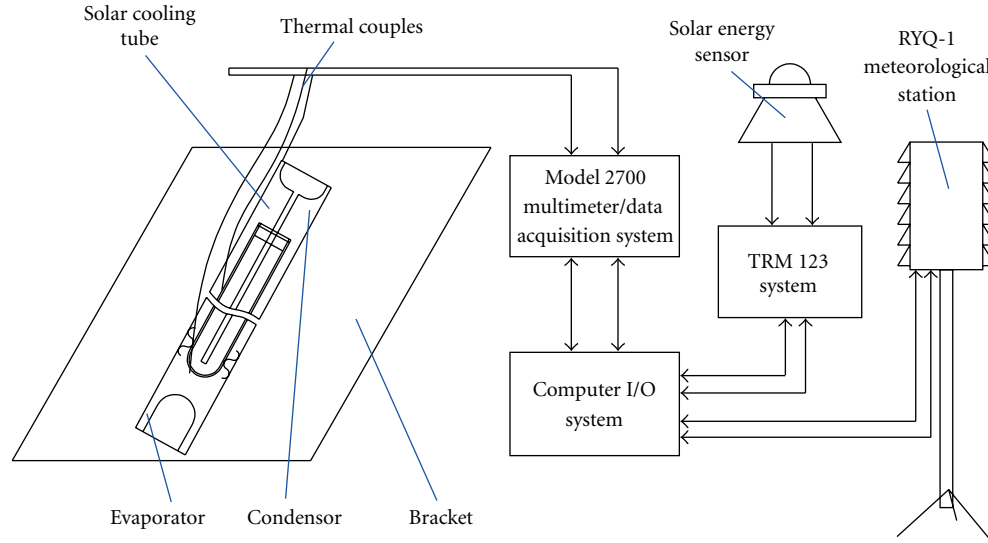 Solar cooling
tube
Thermal couples
Solar energy
sensor
RYQ-1
meteorological
station
Model 2700
multimeter/data
acquisition system
TRM 123
system
Computer I/O
system
Evaporator
Condensor
Bracket